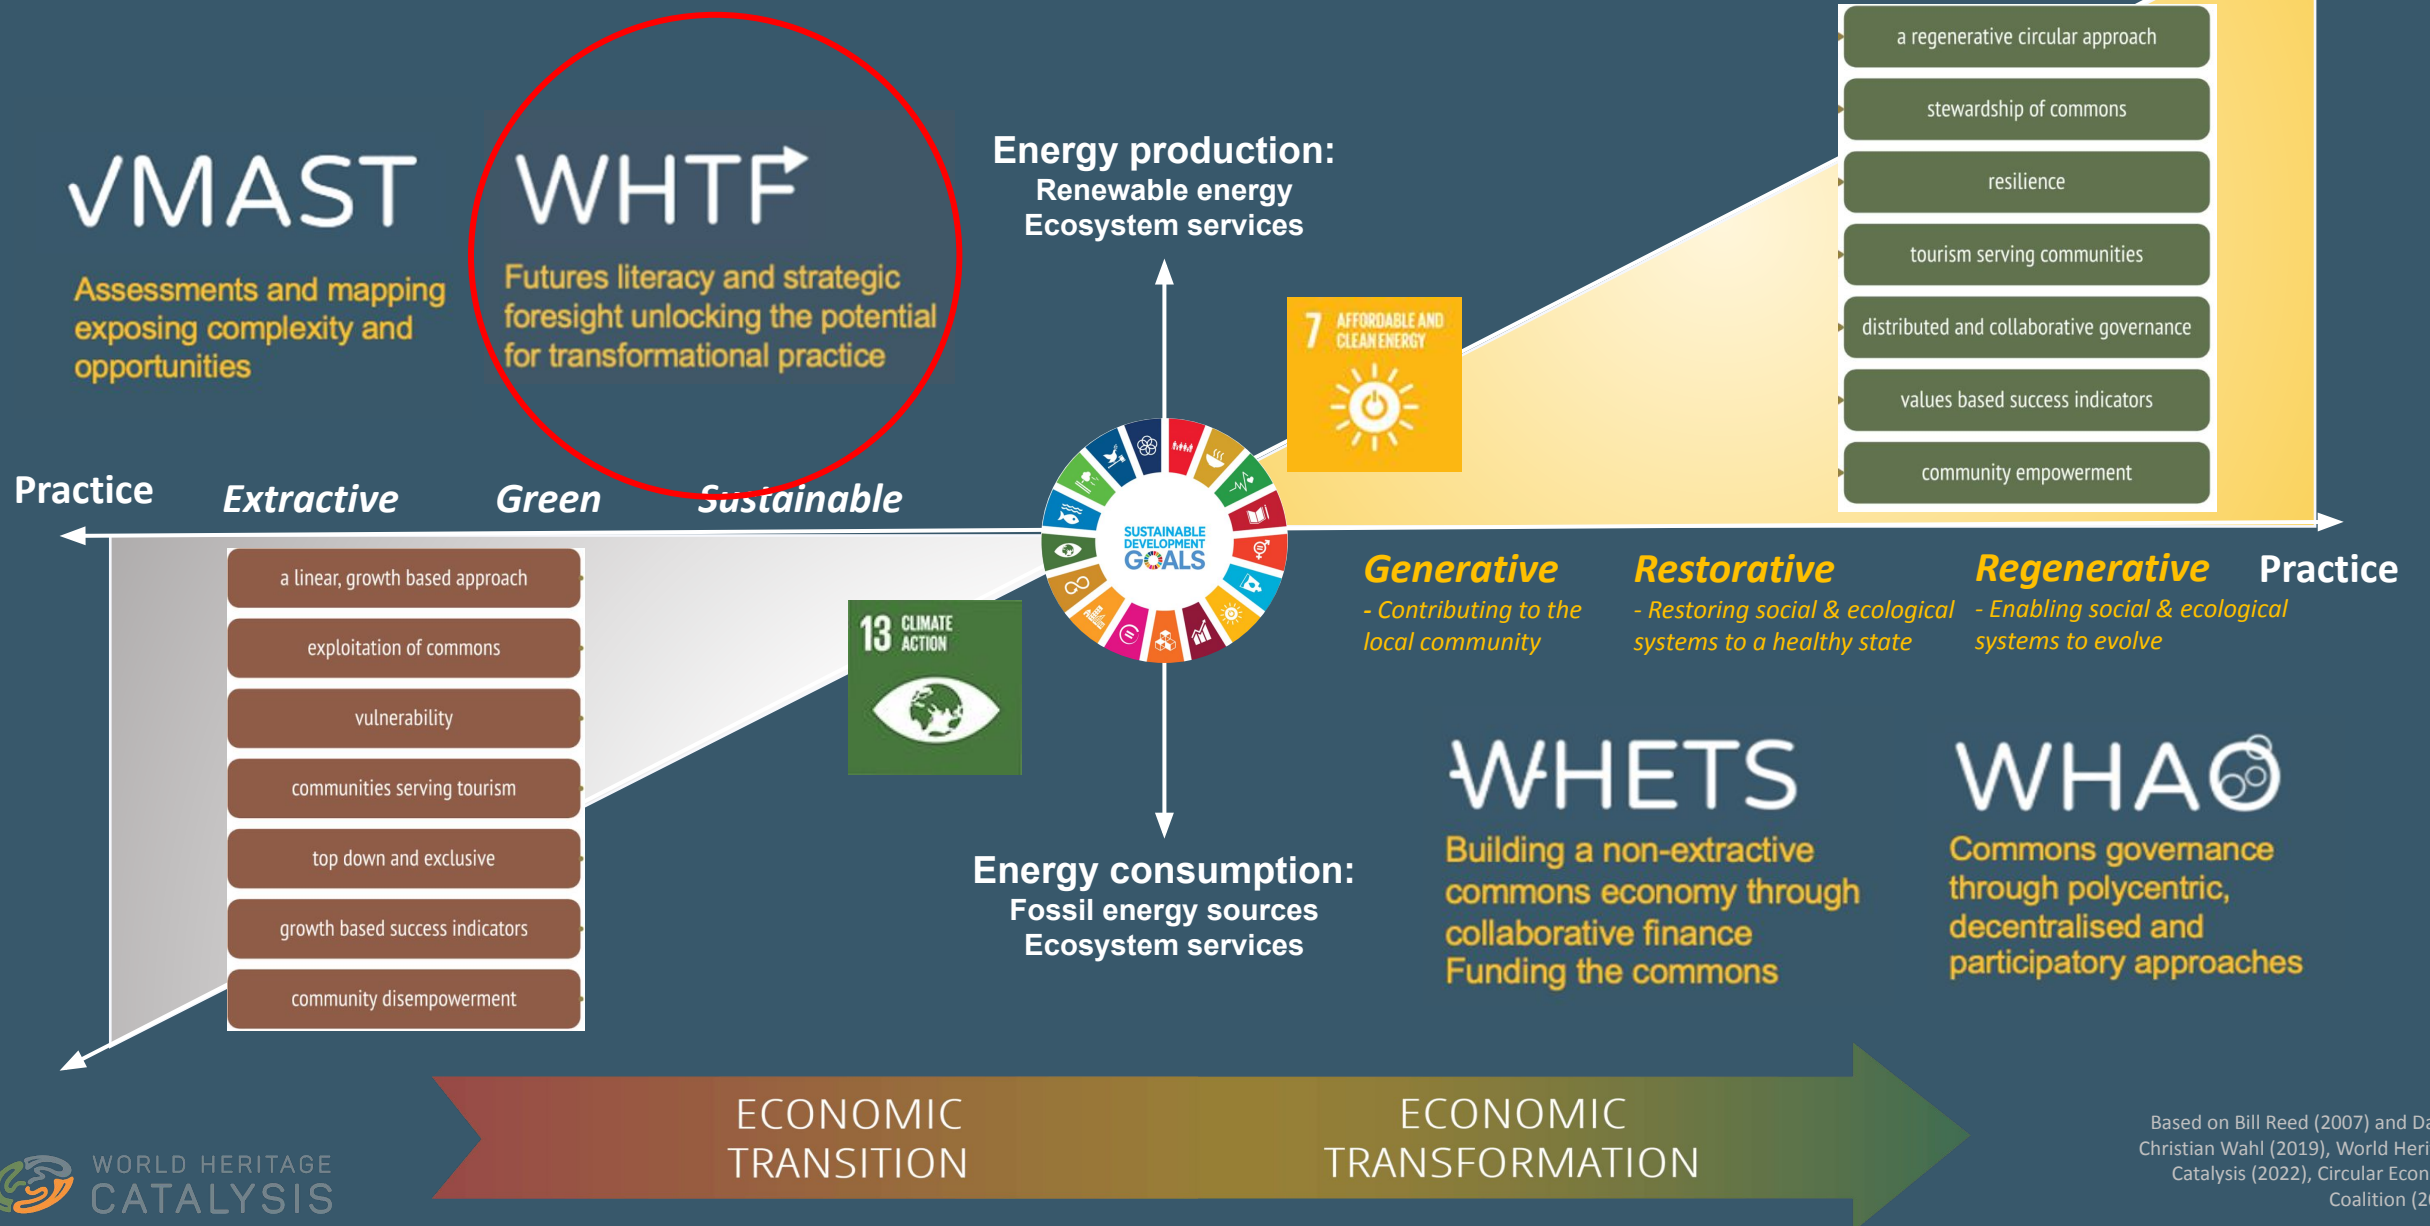 √MAST
Assessments and mapping
exposing complexity and
opportunities
WHTF
Futures literacy and strategic
foresight unlocking the potential
for transformational practice
Energy production:
Renewable energy
Ecosystem services
7 AFFORDABLE AND
CLEAN ENERGY
a regenerative circular approach
stewardship of commons
resilience
tourism serving communities
distributed and collaborative governance
values based success indicators
community empowerment
Practice
Extractive
Green
Sustainable
SUSTAINABLE
DEVELOPMENT
GOALS
a linear, growth based approach
exploitation of commons
vulnerability
communities serving tourism
top down and exclusive
growth based success indicators
community disempowerment
13 CLIMATE
ACTION
Generative
- Contributing to the
local community
Restorative
- Restoring social & ecological
systems to a healthy state
Regenerative
- Enabling social & ecological
systems to evolve
Practice
Energy consumption:
Fossil energy sources
Ecosystem services
WHETS
Building a non-extractive
commons economy through
collaborative finance
Funding the commons
WHAO
Commons governance
through polycentric,
decentralised and
participatory approaches
ECONOMIC
TRANSITION
ECONOMIC
TRANSFORMATION
WORLD HERITAGE
CATALYSIS
Based on Bill Reed (2007) and
Christian Wahl (2019), World
Catalysis (2022), Circular
Coalition